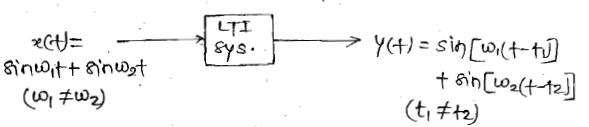 x(t)=
sinω₁t + sinω₂t
(ω₁ ≠ ω₂)
LTI
sys.
y(t) = sin[ω₁(t-t₁)]
+ sin[ω₂(t-t₂)]
(t₁ ≠ t₂)